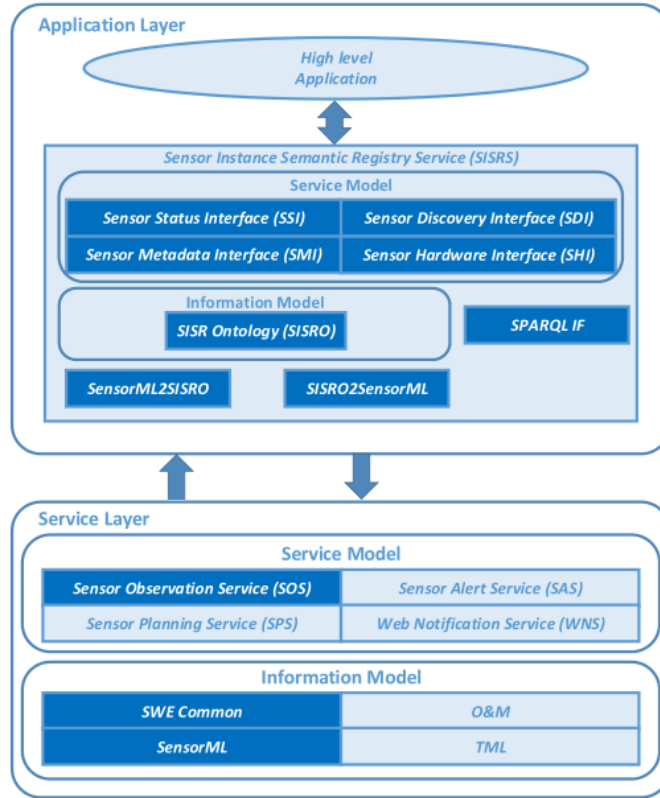 Application Layer
High level
Application
Sensor Instance Semantic Registry Service (SISRS)
Service Model
Sensor Status Interface (SSI)
Sensor Discovery Interface (SDI)
Sensor Metadata Interface (SMI)
Sensor Hardware Interface (SHI)
Information Model
SISR Ontology (SISRO)
SPARQL IF
SensorML2SISRO
SISRO2SensorML
Service Layer
Service Model
Sensor Observation Service (SOS)
Sensor Alert Service (SAS)
Sensor Planning Service (SPS)
Web Notification Service (WNS)
Information Model
SWE Common
O&M
SensorML
TML